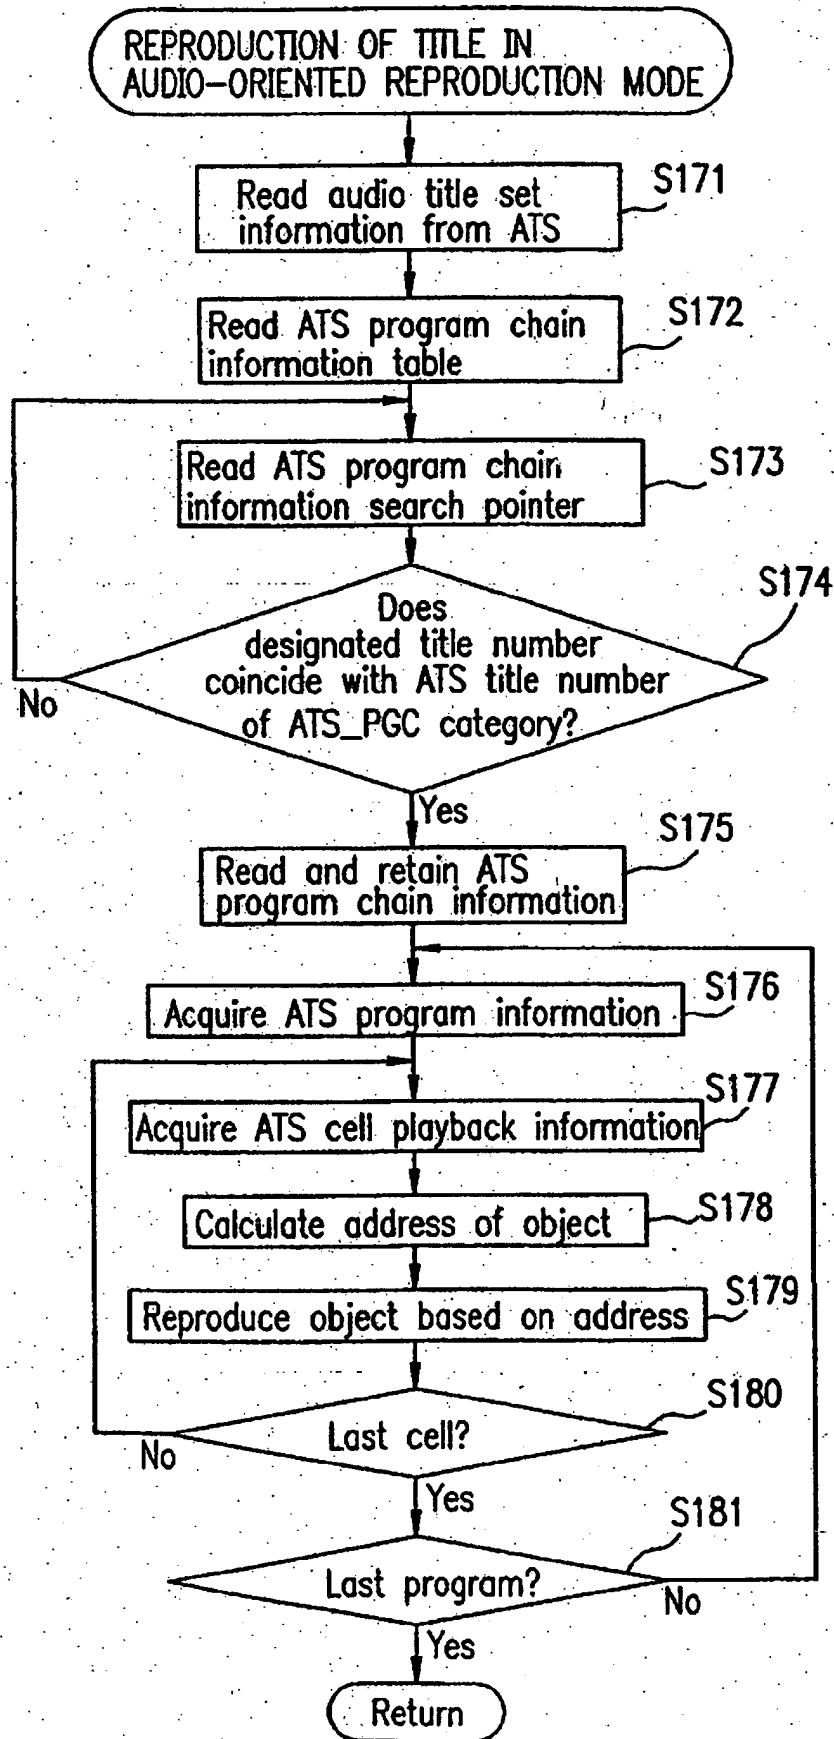 REPRODUCTION OF TITLE IN
AUDIO-ORIENTED REPRODUCTION MODE
S171
Read audio title set
information from ATS
S172
Read ATS program chain
information table
S173
Read ATS program chain
information search pointer
S174
Does
designated title number
coincide with ATS title number
of ATS_PGC category?
No
Yes
S175
Read and retain ATS
program chain information
S176
Acquire ATS program information
S177
Acquire ATS cell playback information
S178
Calculate address of object
S179
Reproduce object based on address
S180
Last cell?
No
Yes
S181
Last program?
No
Yes
Return